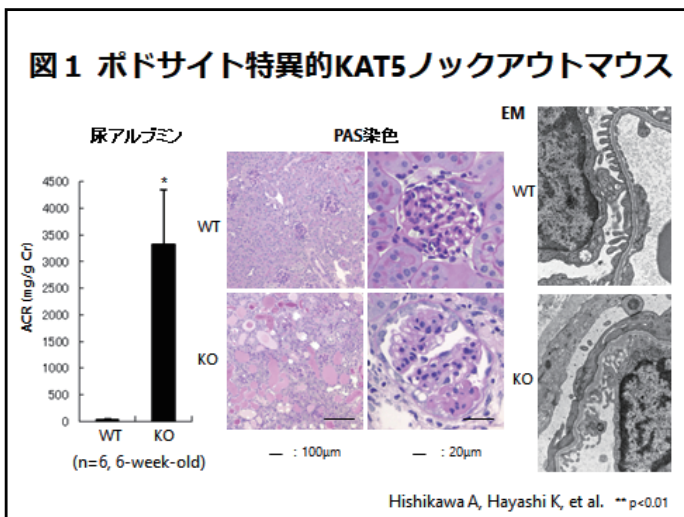 図1 ポドサイト特異的KAT5ノックアウトマウス
尿アルブミン
PAS染色
EM
ACR (mg/g Cr)
4500
4000
3500
3000
2500
2000
1500
1000
500
0
*
WT
KO
(n=6, 6-week-old)
WT
KO
— : 100μm
— : 20μm
WT
KO
Hishikawa A, Hayashi K, et al. ** p<0.01